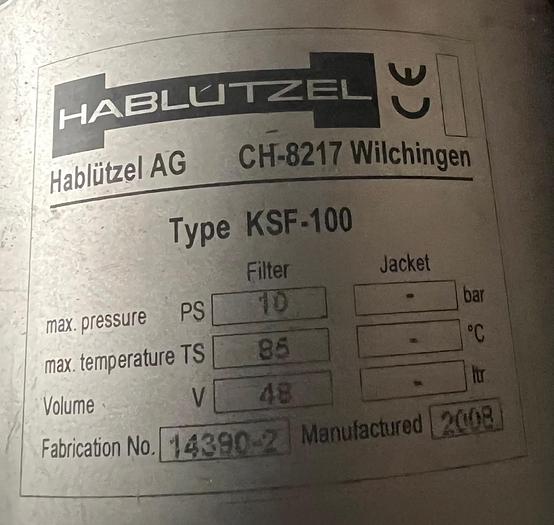 HABLÜTZEL CE
Hablützel AG CH-8217 Wilchingen
Type KSF-100
Filter Jacket
max. pressure PS 10 - bar
max. temperature TS 85 - °C
Volume V 48 - ltr
Fabrication No. 14390-2 Manufactured 2008